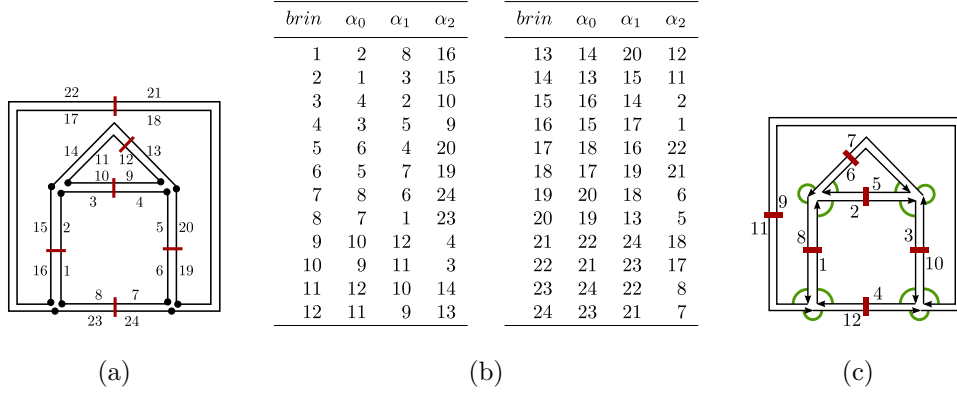 22 21
17 18
14 11 12 13
10 9
3 4
15 2 5 20
16 1 6 19
8 7
23 24
(a)
brin α₀ α₁ α₂
1 2 8 16
2 1 3 15
3 4 2 10
4 3 5 9
5 6 4 20
6 5 7 19
7 8 6 24
8 7 1 23
9 10 12 4
10 9 11 3
11 12 10 14
12 11 9 13
brin α₀ α₁ α₂
13 14 20 12
14 13 15 11
15 16 14 2
16 15 17 1
17 18 16 22
18 17 19 21
19 20 18 6
20 19 13 5
21 22 24 18
22 21 23 17
23 24 22 8
24 23 21 7
(b)
7
6
5
9 2
11 8 3
1 10
4
12
(c)